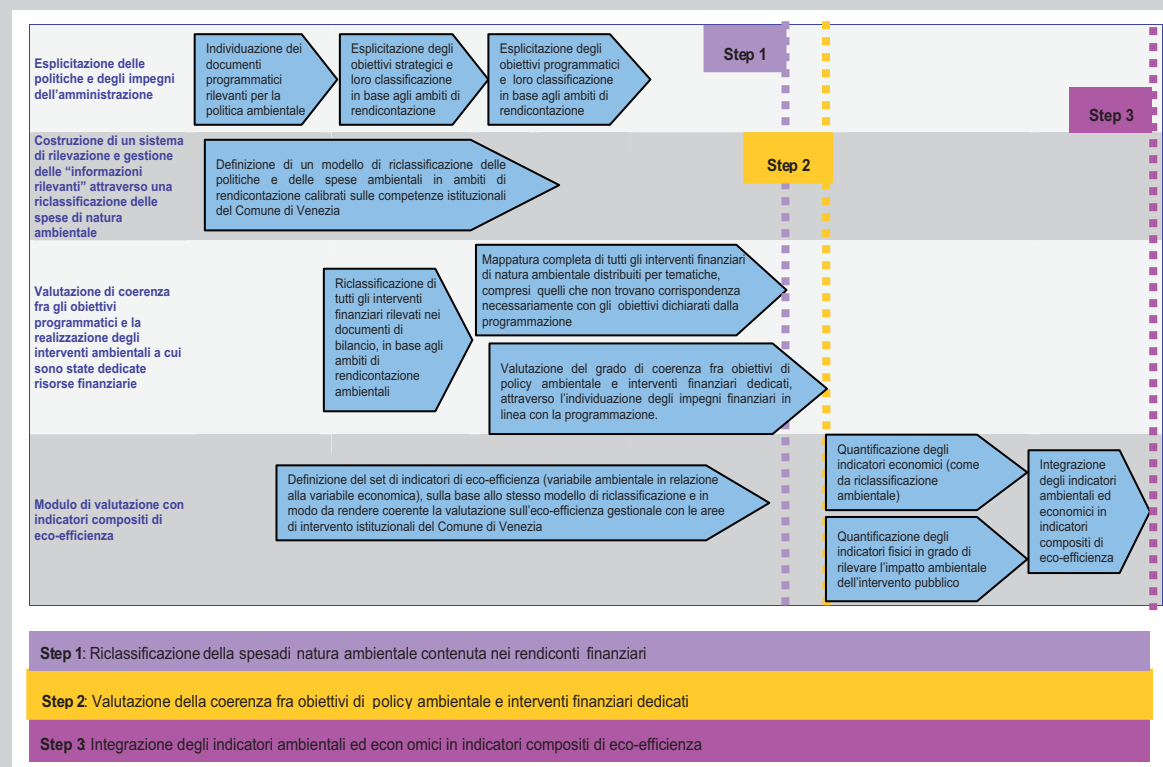 Esplicitazione delle
politiche e degli impegni
dell'amministrazione
Individuazione dei
documenti
programmatici
rilevanti per la
politica ambientale
Esplicitazione degli
obiettivi strategici e
loro classificazione
in base agli ambiti di
rendicontazione
Esplicitazione degli
obiettivi programmatici
e loro classificazione
in base agli ambiti di
rendicontazione
Step 1
Step 3
Costruzione di un sistema
di rilevazione e gestione
delle "informazioni
rilevanti" attraverso una
riclassificazione delle
spese di natura
ambientale
Definizione di un modello di riclassificazione delle
politiche e delle spese ambientali in ambiti di
rendicontazione calibrati sulle competenze istituzionali
del Comune di Venezia
Step 2
Valutazione di coerenza
fra gli obiettivi
programmatici e la
realizzazione degli
interventi ambientali a cui
sono state dedicate
risorse finanziarie
Riclassificazione di
tutti gli interventi
finanziari rilevati nei
documenti di
bilancio, in base agli
ambiti di
rendicontazione
ambientali
Mappatura completa di tutti gli interventi finanziari
di natura ambientale distribuiti per tematiche,
compresi quelli che non trovano corrispondenza
necessariamente con gli obiettivi dichiarati dalla
programmazione
Valutazione del grado di coerenza fra obiettivi di
policy ambientale e interventi finanziari dedicati,
attraverso l'individuazione degli impegni finanziari in
linea con la programmazione.
Modulo di valutazione con
indicatori compositi di
eco-efficienza
Definizione del set di indicatori di eco-efficienza (variabile ambientale in relazione
alla variabile economica), sulla base allo stesso modello di riclassificazione e in
modo da rendere coerente la valutazione sull'eco-efficienza gestionale con le aree
di intervento istituzionali del Comune di Venezia
Quantificazione degli
indicatori economici (come
da riclassificazione
ambientale)
Quantificazione degli
indicatori fisici in grado di
rilevare l'impatto ambientale
dell'intervento pubblico
Integrazione
degli indicatori
ambientali ed
economici in
indicatori
compositi di
eco-efficienza
Step 1: Riclassificazione della spesadi natura ambientale contenuta nei rendiconti finanziari
Step 2: Valutazione della coerenza fra obiettivi di policy ambientale e interventi finanziari dedicati
Step 3 Integrazione degli indicatori ambientali ed econ omici in indicatori compositi di eco-efficienza